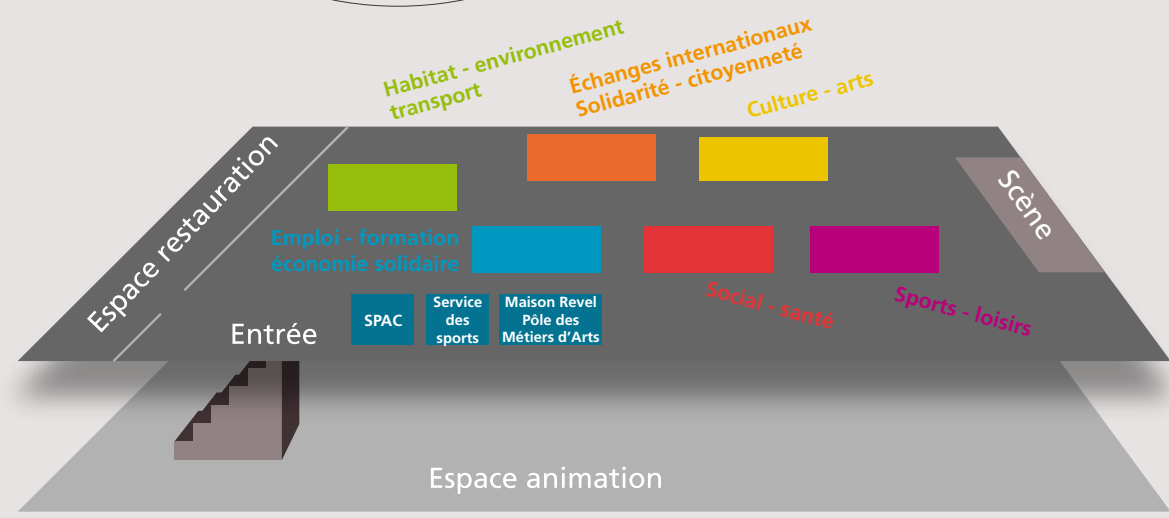 Habitat - environnement
transport
Échanges internationaux
Solidarité - citoyenneté
Culture - arts
Espace restauration
Scène
Emploi - formation
économie solidaire
Social - santé
Sports - loisirs
Entrée
SPAC
Service
des
sports
Maison Revel
Pôle des
Métiers d’Arts
Espace animation